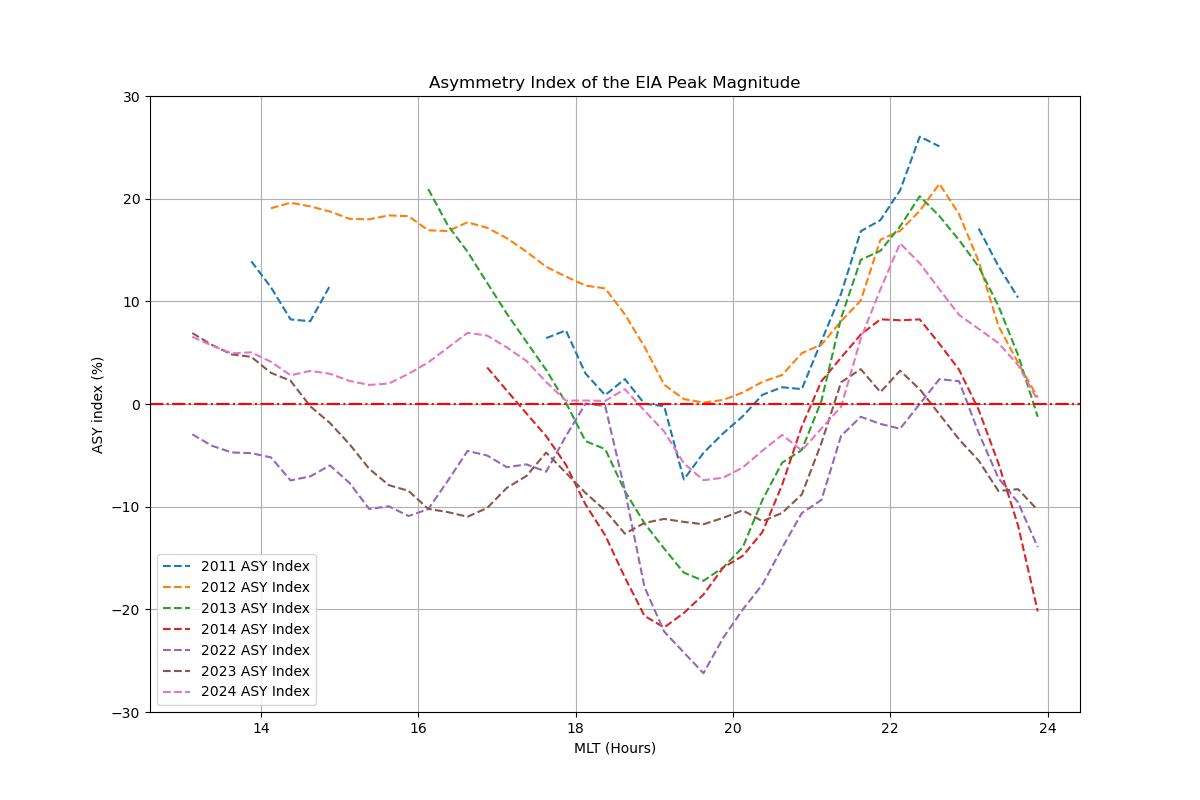 Asymmetry Index of the EIA Peak Magnitude
30
20
10
0
−10
−20
−30
ASY index (%)
2011 ASY Index
2012 ASY Index
2013 ASY Index
2014 ASY Index
2022 ASY Index
2023 ASY Index
2024 ASY Index
14
16
18
20
22
24
MLT (Hours)